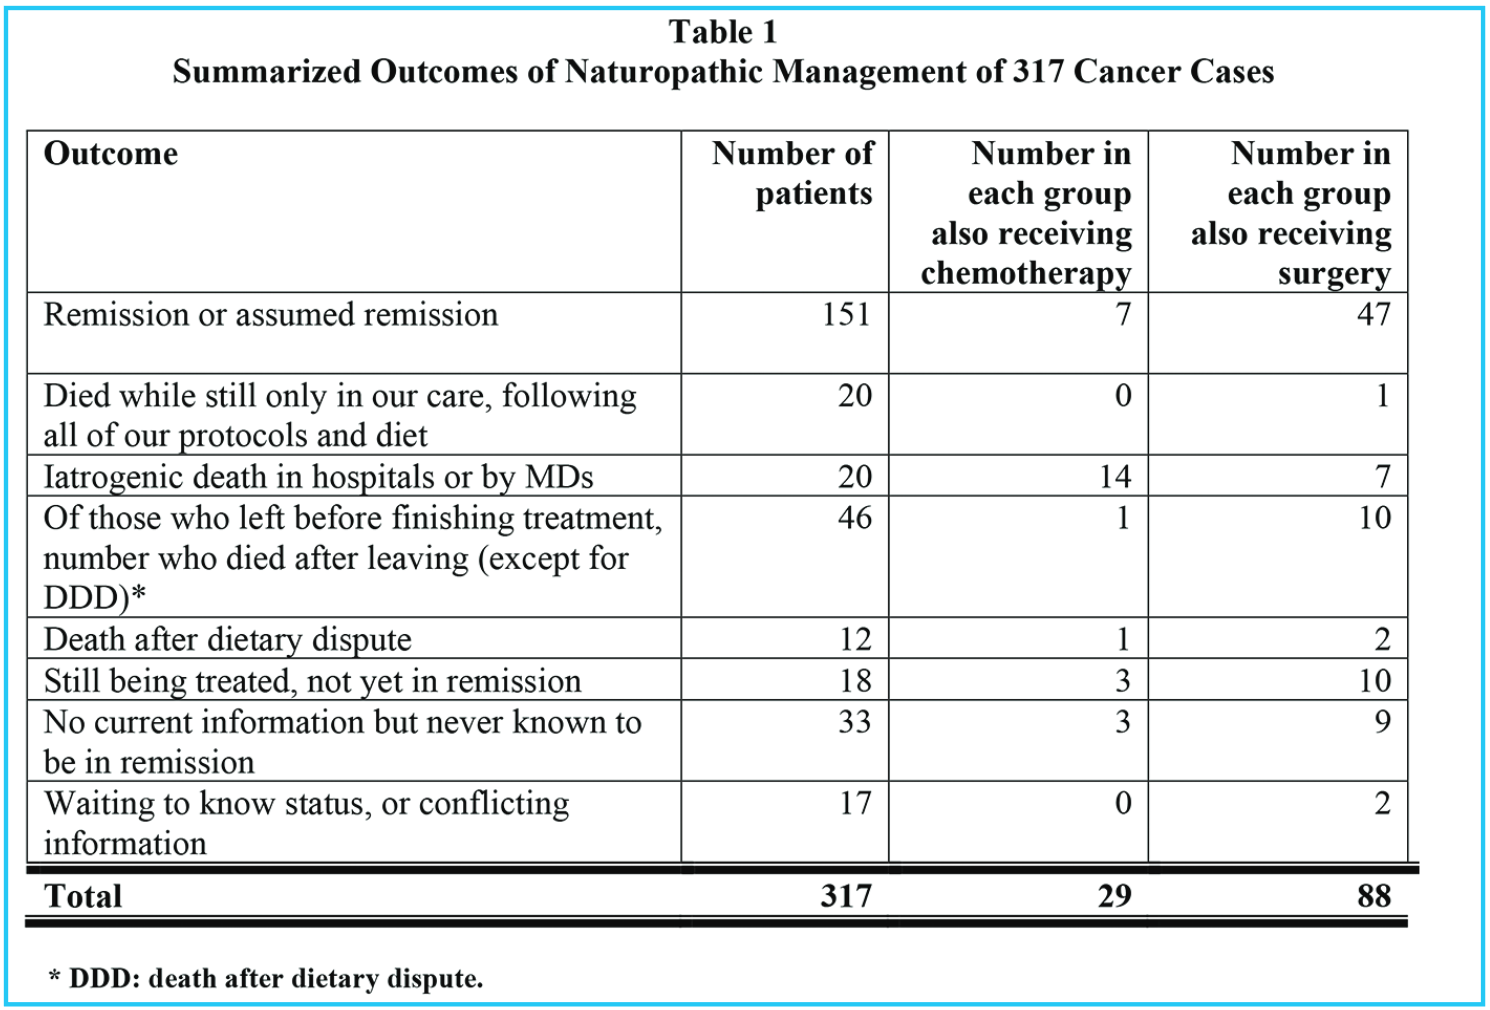 Table 1
Summarized Outcomes of Naturopathic Management of 317 Cancer Cases
Outcome
Number of
patients
Number in
each group
also receiving
chemotherapy
Number in
each group
also receiving
surgery
Remission or assumed remission 151 7 47
Died while still only in our care, following 20 0 1
all of our protocols and diet
Iatrogenic death in hospitals or by MDs 20 14 7
Of those who left before finishing treatment, 46 1 10
number who died after leaving (except for
DDD)*
Death after dietary dispute 12 1 2
Still being treated, not yet in remission 18 3 10
No current information but never known to 33 3 9
be in remission
Waiting to know status, or conflicting 17 0 2
information
Total 317 29 88
* DDD: death after dietary dispute.